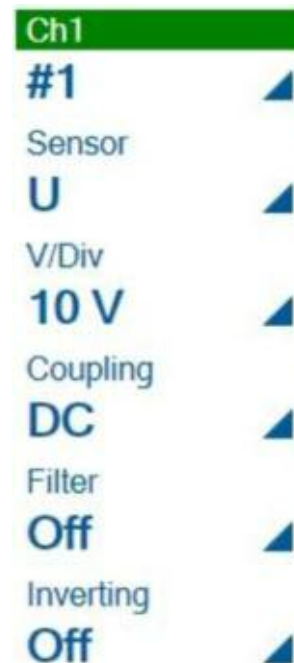 Ch1
#1
Sensor
U
V/Div
10 V
Coupling
DC
Filter
Off
Inverting
Off